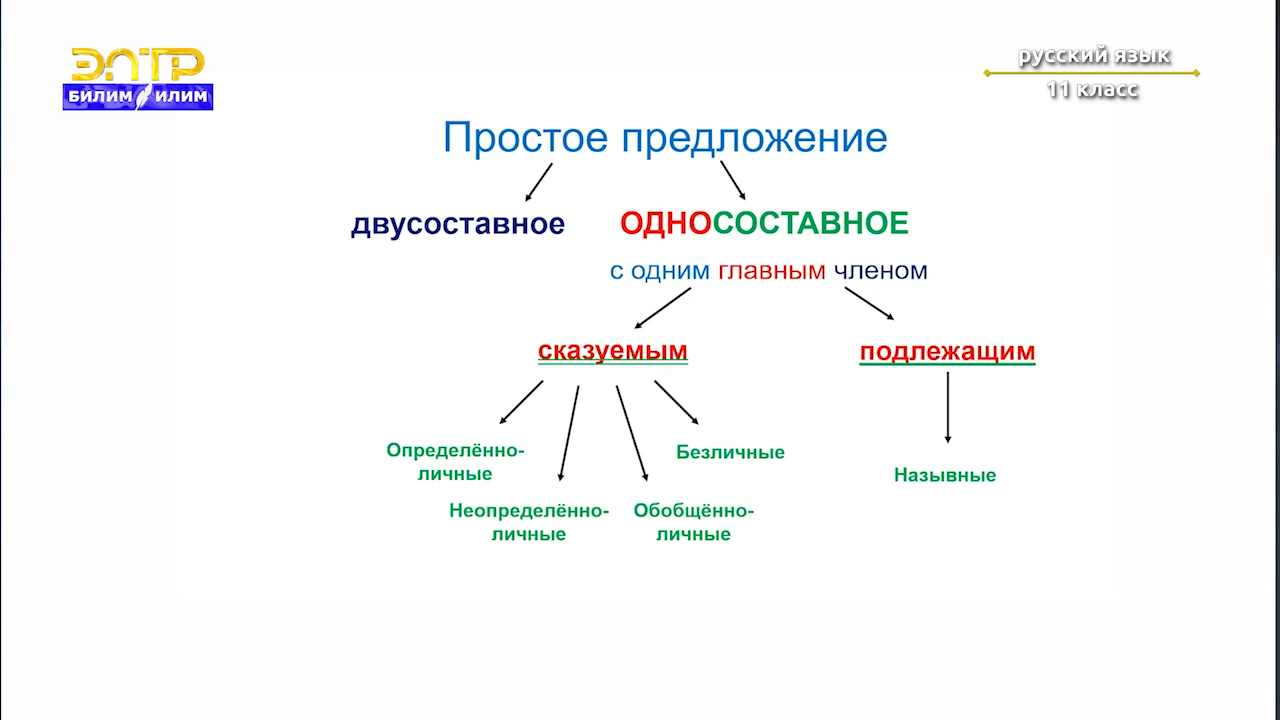 ЭЛТР
БИЛИМ ИЛИМ
русский язык
11 класс
Простое предложение
двусоставное
ОДНОСОСТАВНОЕ
с одним главным членом
сказуемым
подлежащим
Определённо-
личные
Безличные
Назывные
Неопределённо-
личные
Обобщённо-
личные